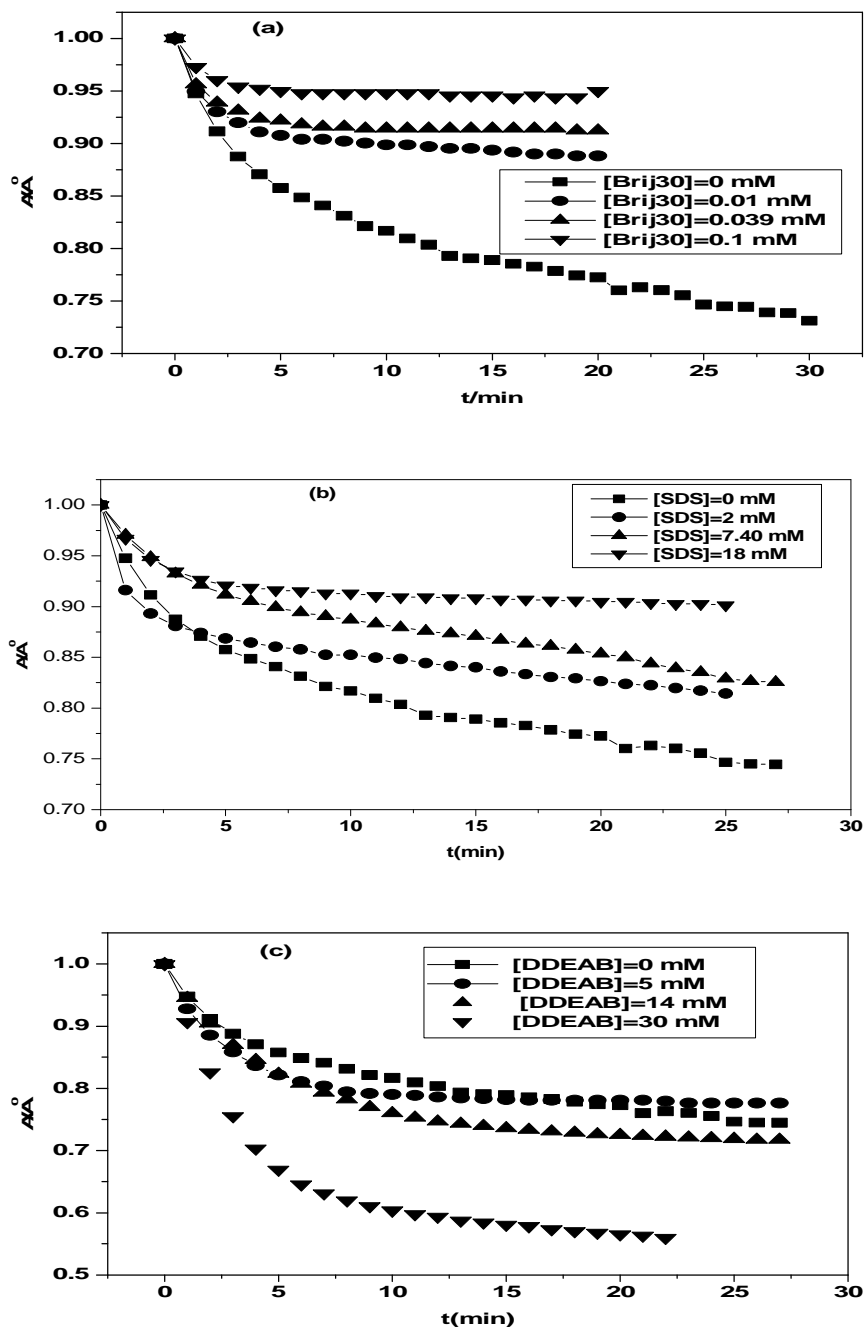 (a)
1.00
0.95
0.90
0.85
0.80
0.75
0.70
A/A°
[Brij30]=0 mM
[Brij30]=0.01 mM
[Brij30]=0.039 mM
[Brij30]=0.1 mM
0 5 10 15 20 25 30
t/min
(b)
1.00
0.95
0.90
0.85
0.80
0.75
0.70
A/A°
[SDS]=0 mM
[SDS]=2 mM
[SDS]=7.40 mM
[SDS]=18 mM
0 5 10 15 20 25 30
t(min)
(c)
1.0
0.9
0.8
0.7
0.6
0.5
A/A°
[DDEAB]=0 mM
[DDEAB]=5 mM
[DDEAB]=14 mM
[DDEAB]=30 mM
0 5 10 15 20 25 30
t(min)